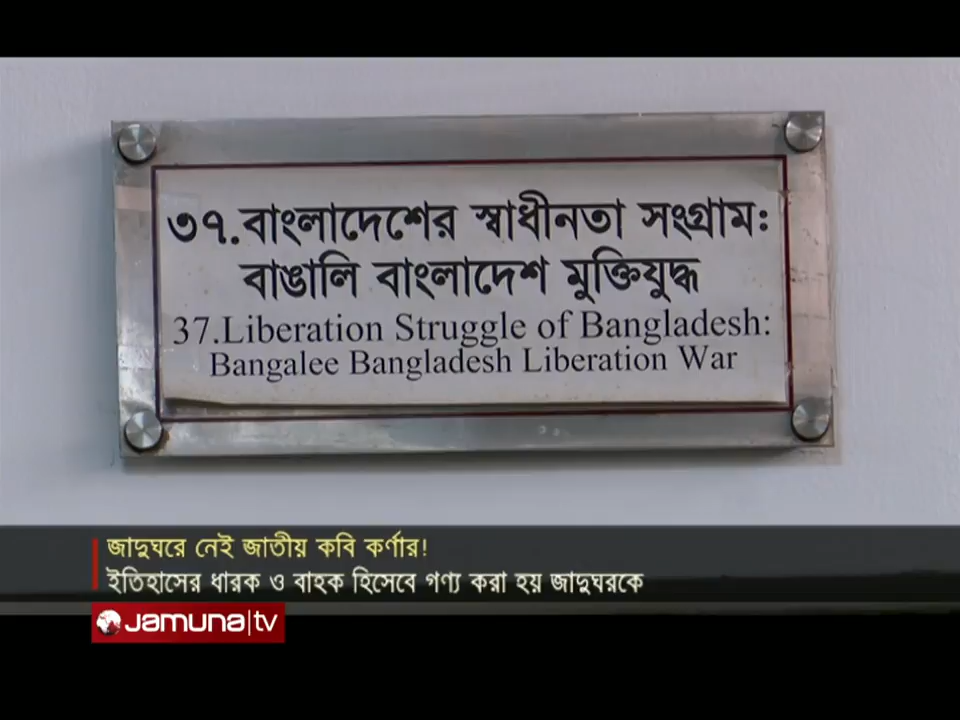 ৩৭.বাংলাদেশের স্বাধীনতা সংগ্রাম:
বাঙালি বাংলাদেশ মুক্তিযুদ্ধ
37.Liberation Struggle of Bangladesh:
Bangalee Bangladesh Liberation War
জাদুঘরে নেই জাতীয় কবি কর্ণার!
ইতিহাসের ধারক ও বাহক হিসেবে গণ্য করা হয় জাদুঘরকে
Jamuna|tv